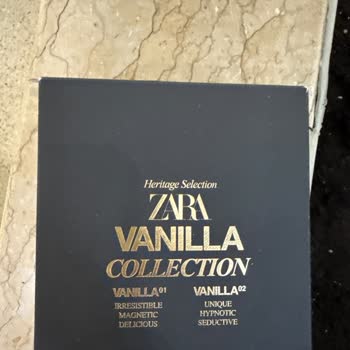 Heritage Selection
ZARA
VANILLA
COLLECTION
VANILLA⁰¹ VANILLA⁰²
IRRESISTIBLE UNIQUE
MAGNETIC HYPNOTIC
DELICIOUS SEDUCTIVE